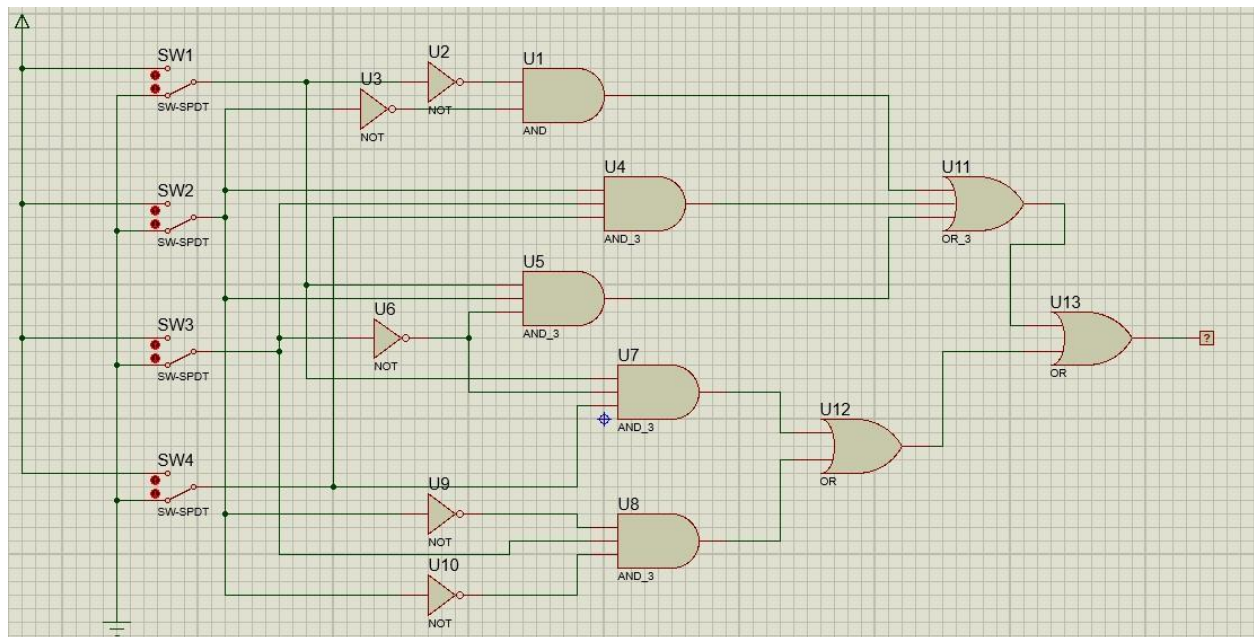 SW1
SW-SPDT
U3
NOT
U2
NOT
U1
AND
SW2
SW-SPDT
U4
AND_3
U11
OR_3
U5
AND_3
SW3
SW-SPDT
U6
NOT
U7
AND_3
U13
OR
?
U12
OR
SW4
SW-SPDT
U9
NOT
U8
AND_3
U10
NOT